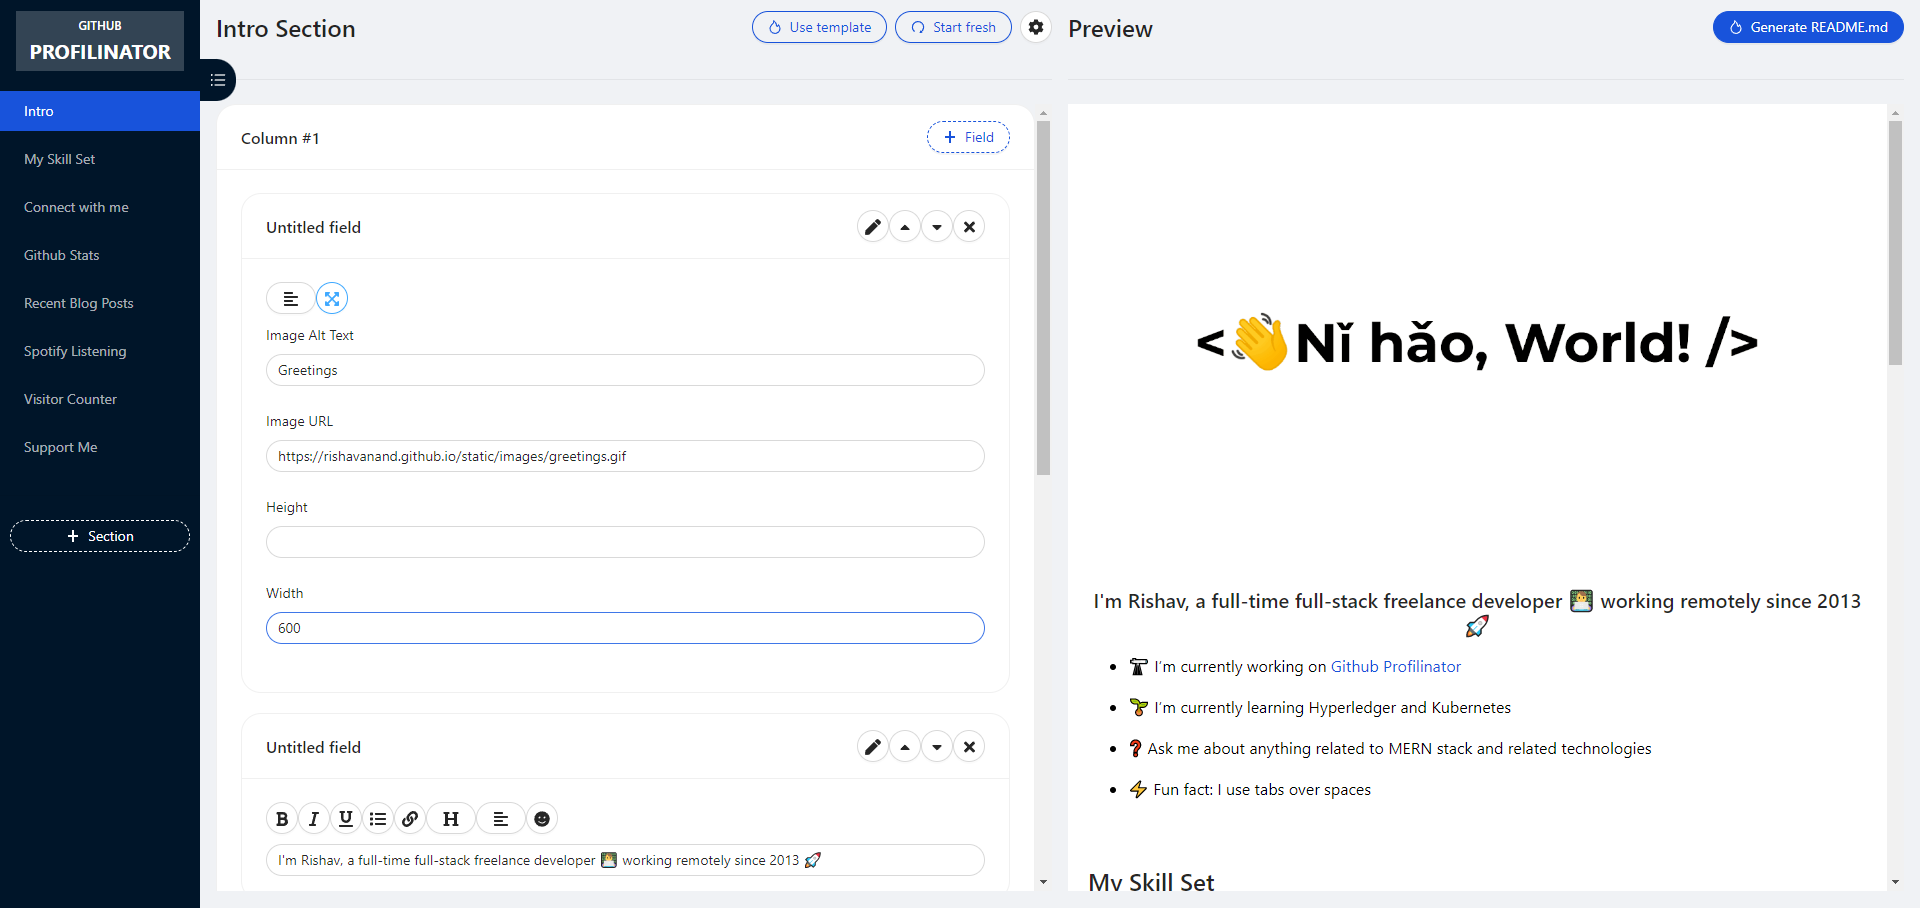 GITHUB
PROFILINATOR
Intro
My Skill Set
Connect with me
Github Stats
Recent Blog Posts
Spotify Listening
Visitor Counter
Support Me
+ Section
Intro Section
Use template
Start fresh
Column #1
+ Field
Untitled field
Image Alt Text
Greetings
Image URL
https://rishavanand.github.io/static/images/greetings.gif
Height
Width
600
Untitled field
B I U H
I'm Rishav, a full-time full-stack freelance developer 👨‍💻 working remotely since 2013 🚀
Preview
Generate README.md
<👋Nǐ hǎo, World! />
I'm Rishav, a full-time full-stack freelance developer 👨‍💻 working remotely since 2013
🚀
• 🔭 I'm currently working on Github Profilinator
• 🌱 I'm currently learning Hyperledger and Kubernetes
• ❓ Ask me about anything related to MERN stack and related technologies
• ⚡ Fun fact: I use tabs over spaces
My Skill Set